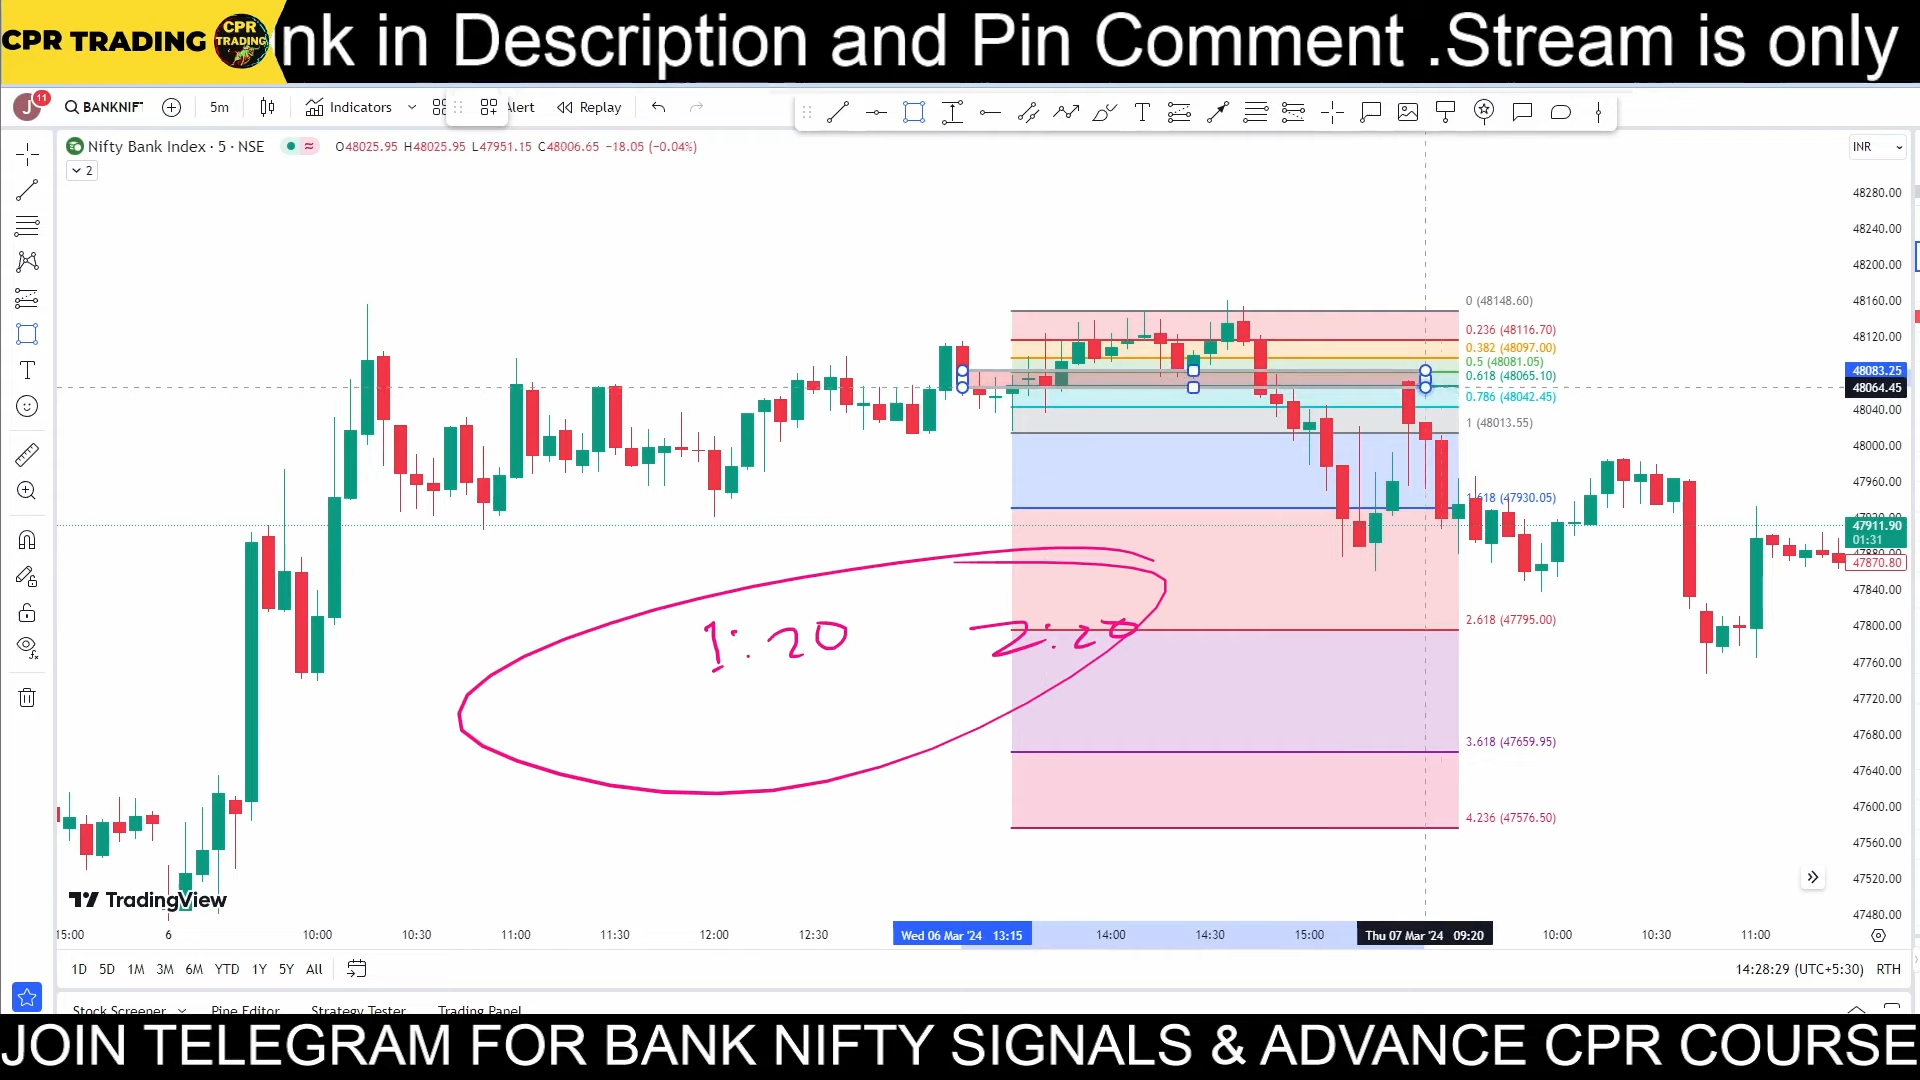 CPR TRADING CPR TRADING nk in Description and Pin Comment .Stream is only
J 11 BANKNIF 5m Indicators lert Replay
Nifty Bank Index · 5 · NSE O48025.95 H48025.95 L47951.15 C48006.65 −18.05 (−0.04%) INR
2
48280.00
48240.00
48200.00
0 (48148.60) 48160.00
0.236 (48116.70) 48120.00
0.382 (48097.00)
0.5 (48081.05)
0.618 (48065.10) 48083.25
48064.45
0.786 (48042.45) 48040.00
1 (48013.55)
48000.00
47960.00
1.618 (47930.05)
47920.00
47911.90
01:31
47880.00
47870.80
47840.00
2.618 (47795.00) 47800.00
1:20 2:20
47760.00
47720.00
3.618 (47659.95) 47680.00
47640.00
47600.00
4.236 (47576.50)
47560.00
47520.00
TradingView
47480.00
15:00 6 10:00 10:30 11:00 11:30 12:00 12:30 Wed 06 Mar '24 13:15 14:00 14:30 15:00 Thu 07 Mar '24 09:20 10:00 10:30 11:00
1D 5D 1M 3M 6M YTD 1Y 5Y All 14:28:29 (UTC+5:30) RTH
Stock Screener Pine Editor Strategy Tester Trading Panel
JOIN TELEGRAM FOR BANK NIFTY SIGNALS & ADVANCE CPR COURSE